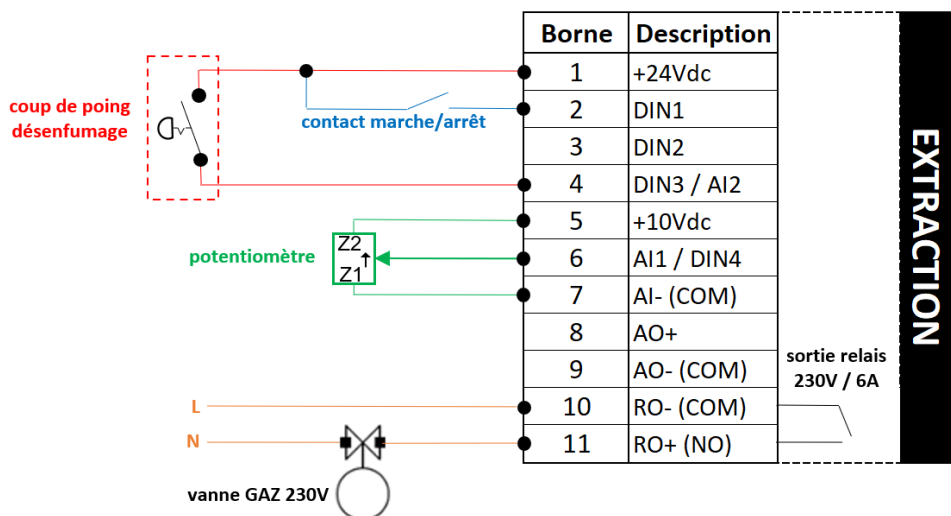 Borne Description
1 +24Vdc
2 DIN1
3 DIN2
4 DIN3 / AI2
5 +10Vdc
6 AI1 / DIN4
7 AI- (COM)
8 AO+
9 AO- (COM)
10 RO- (COM)
11 RO+ (NO)
coup de poing
désenfumage
contact marche/arrêt
potentiomètre
Z2
Z1
L
N
vanne GAZ 230V
sortie relais
230V / 6A
EXTRACTION